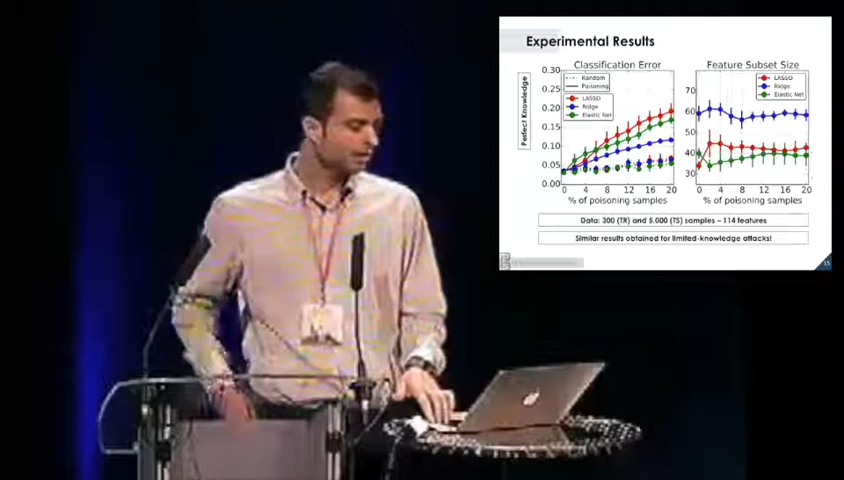 Experimental Results
Classification Error
Feature Subset Size
Perfect Knowledge
0.30
0.25
0.20
0.15
0.10
0.05
0.00
Random
Poisoning
LASSO
Ridge
Elastic Net
0 4 8 12 16 20
% of poisoning samples
70
60
50
40
30
LASSO
Ridge
Elastic Net
0 4 8 12 16 20
% of poisoning samples
Data: 300 (TR) and 5,000 (TS) samples – 114 features
Similar results obtained for limited-knowledge attacks!
15